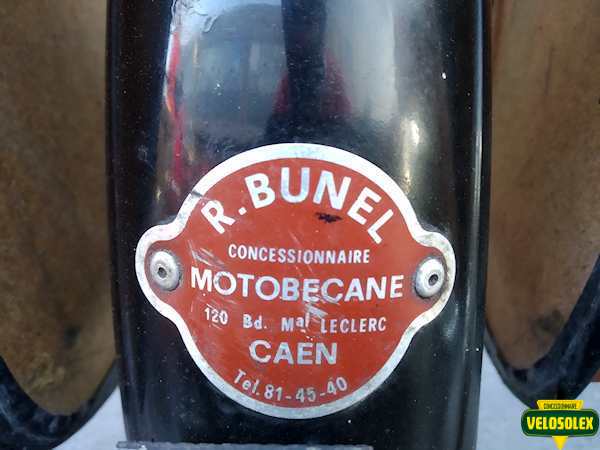 R. BUNEL
CONCESSIONNAIRE
MOTOBECANE
120 Bd. Mal LECLERC
CAEN
Tel. 81-45-40
CONCESSIONNAIRE
VELOSOLEX